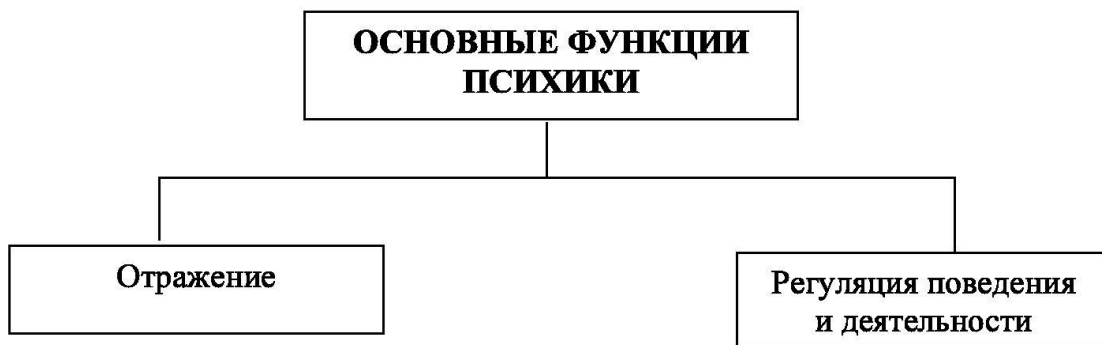 ОСНОВНЫЕ ФУНКЦИИ
ПСИХИКИ
Отражение
Регуляция поведения
и деятельности